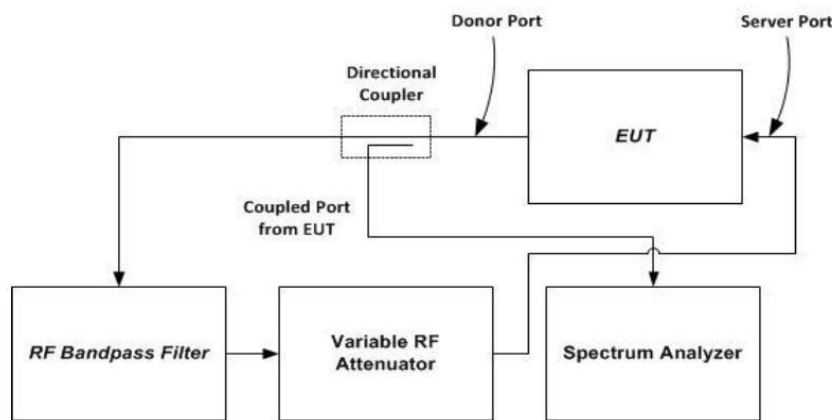 Donor Port
Server Port
Directional
Coupler
EUT
Coupled Port
from EUT
RF Bandpass Filter
Variable RF
Attenuator
Spectrum Analyzer